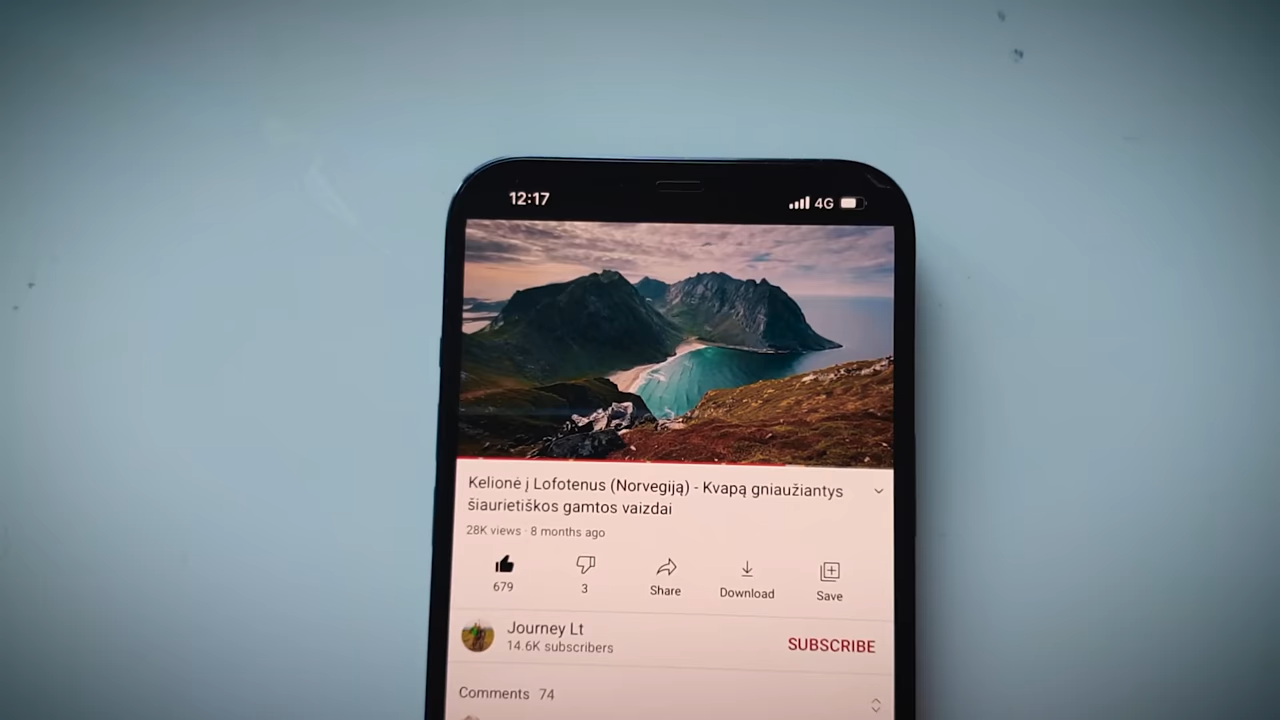 12:17
4G
Kelionė į Lofotenus (Norvegiją) - Kvapą gniaužiantys
šiaurietiškos gamtos vaizdai
28K views · 8 months ago
679
3
Share
Download
Save
Journey Lt
14.6K subscribers
SUBSCRIBE
Comments 74